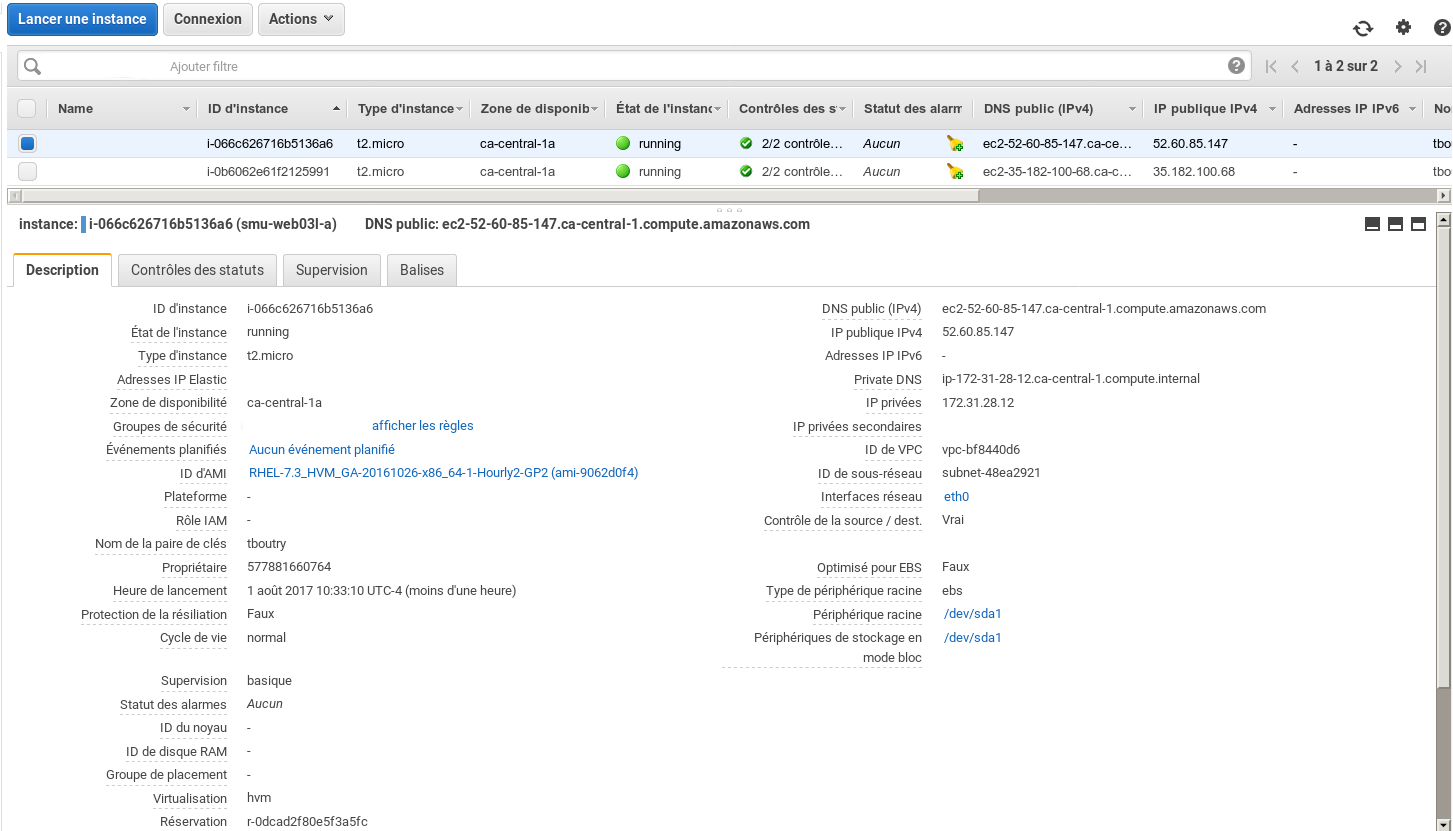 Lancer une instance Connexion Actions
Ajouter filtre 1 à 2 sur 2
Name ID d'instance Type d'instance Zone de disponib État de l'instanc Contrôles des s Statut des alarm DNS public (IPv4) IP publique IPv4 Adresses IP IPv6 No
i-066c626716b5136a6 t2.micro ca-central-1a running 2/2 contrôle… Aucun ec2-52-60-85-147.ca-ce… 52.60.85.147 - tbo
i-0b6062e61f2125991 t2.micro ca-central-1a running 2/2 contrôle… Aucun ec2-35-182-100-68.ca-c… 35.182.100.68 - tbo
instance: i-066c626716b5136a6 (smu-web03l-a) DNS public: ec2-52-60-85-147.ca-central-1.compute.amazonaws.com
Description Contrôles des statuts Supervision Balises
ID d'instance i-066c626716b5136a6 DNS public (IPv4) ec2-52-60-85-147.ca-central-1.compute.amazonaws.com
État de l'instance running IP publique IPv4 52.60.85.147
Type d'instance t2.micro Adresses IP IPv6 -
Adresses IP Elastic Private DNS ip-172-31-28-12.ca-central-1.compute.internal
Zone de disponibilité ca-central-1a IP privées 172.31.28.12
Groupes de sécurité afficher les règles IP privées secondaires
Événements planifiés Aucun événement planifié ID de VPC vpc-bf8440d6
ID d'AMI RHEL-7.3_HVM_GA-20161026-x86_64-1-Hourly2-GP2 (ami-9062d0f4) ID de sous-réseau subnet-48ea2921
Plateforme - Interfaces réseau eth0
Rôle IAM - Contrôle de la source / dest. Vrai
Nom de la paire de clés tboutry
Propriétaire 577881660764 Optimisé pour EBS Faux
Heure de lancement 1 août 2017 10:33:10 UTC-4 (moins d'une heure) Type de périphérique racine ebs
Protection de la résiliation Faux Périphérique racine /dev/sda1
Cycle de vie normal Périphériques de stockage en /dev/sda1
mode bloc
Supervision basique
Statut des alarmes Aucun
ID du noyau -
ID de disque RAM -
Groupe de placement -
Virtualisation hvm
Réservation r-0dcad2f80e5f3a5fc